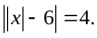 ||x| − 6| = 4.